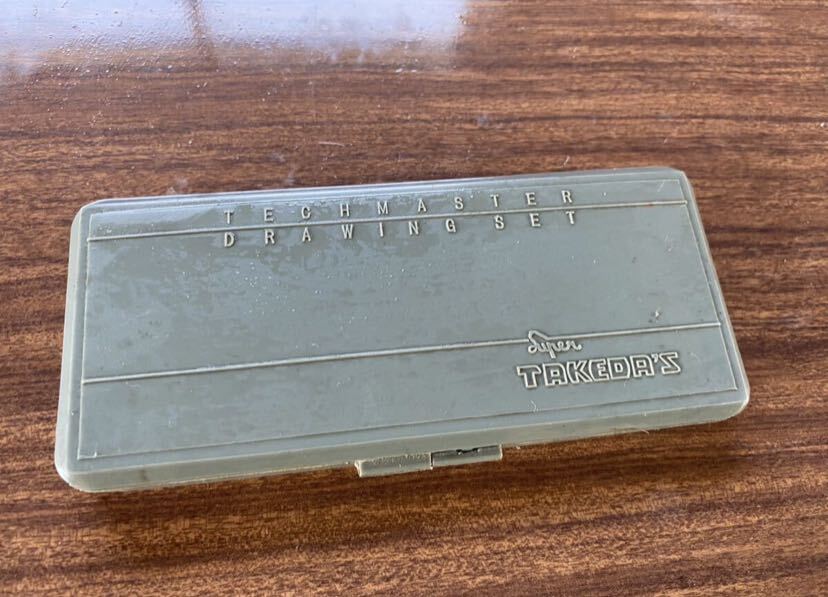 TECHMASTER
DRAWING SET
Super
TAKEDA'S